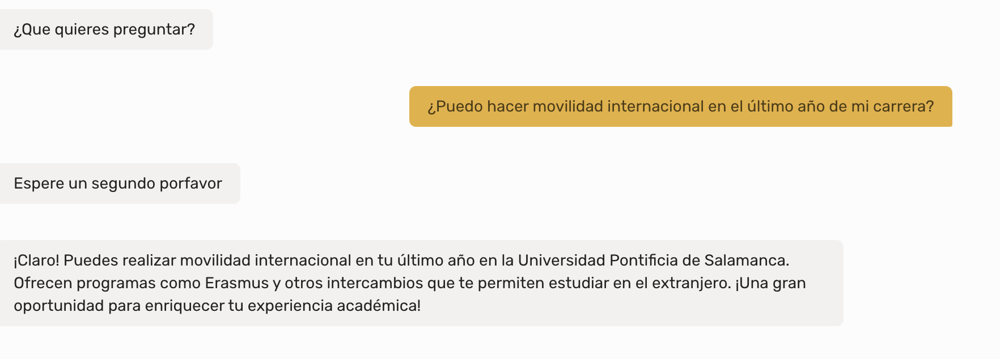 ¿Que quieres preguntar?
¿Puedo hacer movilidad internacional en el último año de mi carrera?
Espere un segundo porfavor
¡Claro! Puedes realizar movilidad internacional en tu último año en la Universidad Pontificia de Salamanca.
Ofrecen programas como Erasmus y otros intercambios que te permiten estudiar en el extranjero. ¡Una gran
oportunidad para enriquecer tu experiencia académica!